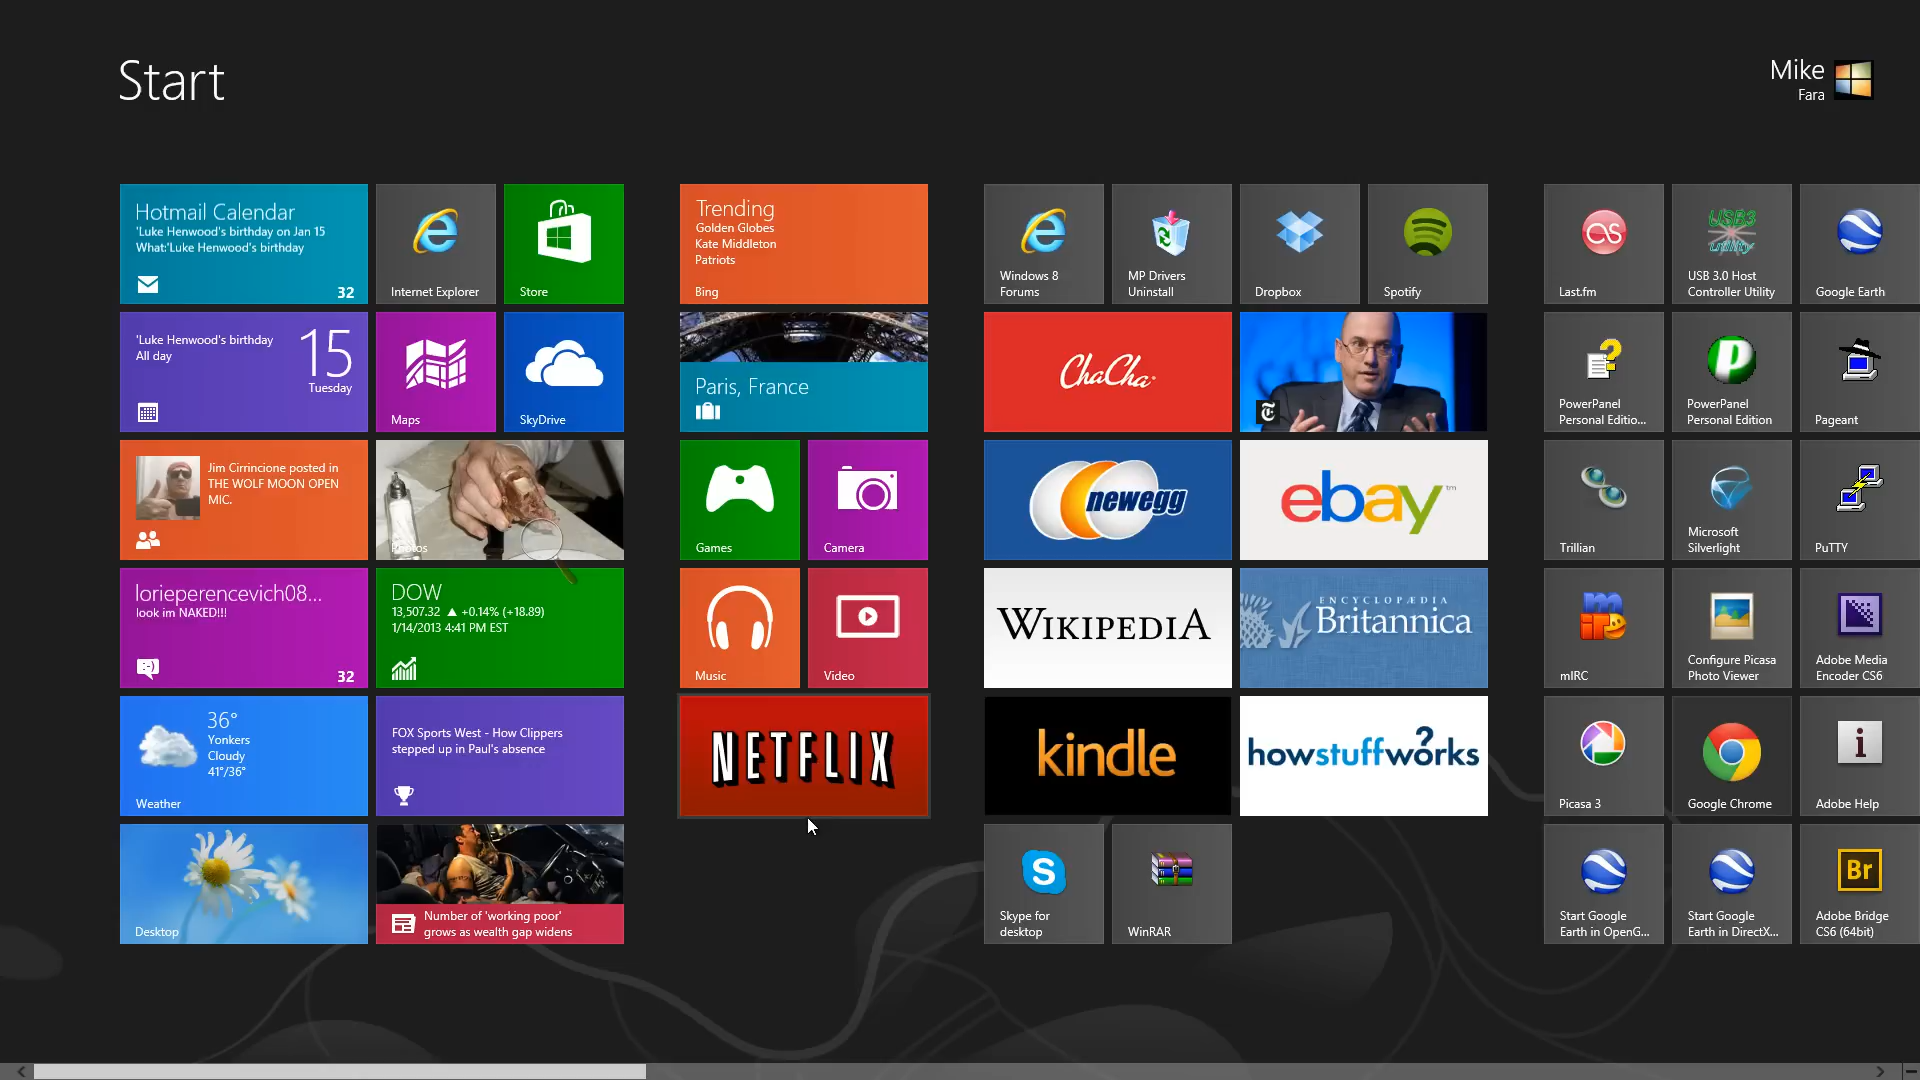 Start
Mike
Fara
Hotmail Calendar
'Luke Henwood's birthday on Jan 15
What:'Luke Henwood's birthday
32
Internet Explorer
Store
'Luke Henwood's birthday
All day
15
Tuesday
Maps
SkyDrive
Jim Cirrincione posted in
THE WOLF MOON OPEN
MIC.
Photos
lorieperencevich08...
look im NAKED!!!
32
DOW
13,507.32 ▲ +0.14% (+18.89)
1/14/2013 4:41 PM EST
36°
Yonkers
Cloudy
41°/36°
Weather
FOX Sports West - How Clippers
stepped up in Paul's absence
Desktop
Number of 'working poor'
grows as wealth gap widens
Trending
Golden Globes
Kate Middleton
Patriots
Bing
Paris, France
Games
Camera
Music
Video
NETFLIX
Windows 8
Forums
MP Drivers
Uninstall
Dropbox
Spotify
ChaCha
T
newegg
ebay™
WIKIPEDIA
ENCYCLOPÆDIA
Britannica
kindle
howstuffworks
?
S
Skype for
desktop
WinRAR
Last.fm
USB3
Utility
USB 3.0 Host
Controller Utility
Google Earth
PowerPanel
Personal Editio...
P
PowerPanel
Personal Edition
Pageant
Trillian
Microsoft
Silverlight
PuTTY
mIRC
Configure Picasa
Photo Viewer
Adobe Media
Encoder CS6
Picasa 3
Google Chrome
i
Adobe Help
Start Google
Earth in OpenG...
Start Google
Earth in DirectX...
Br
Adobe Bridge
CS6 (64bit)